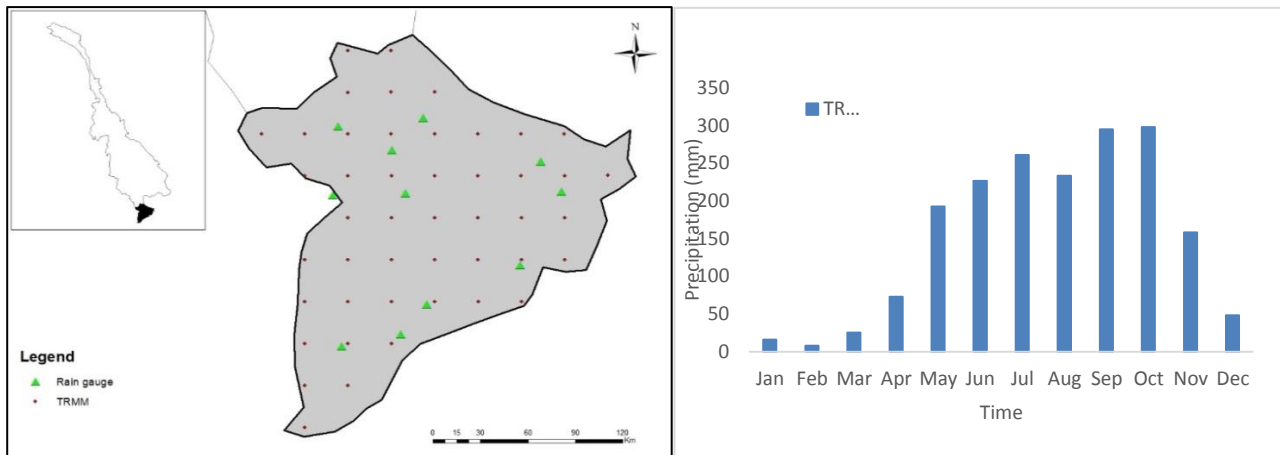 N
Legend
Rain gauge
TRMM
0 15 30 60 90 120
Km
TR...
Precipitation (mm)
350
300
250
200
150
100
50
0
Jan Feb Mar Apr May Jun Jul Aug Sep Oct Nov Dec
Time